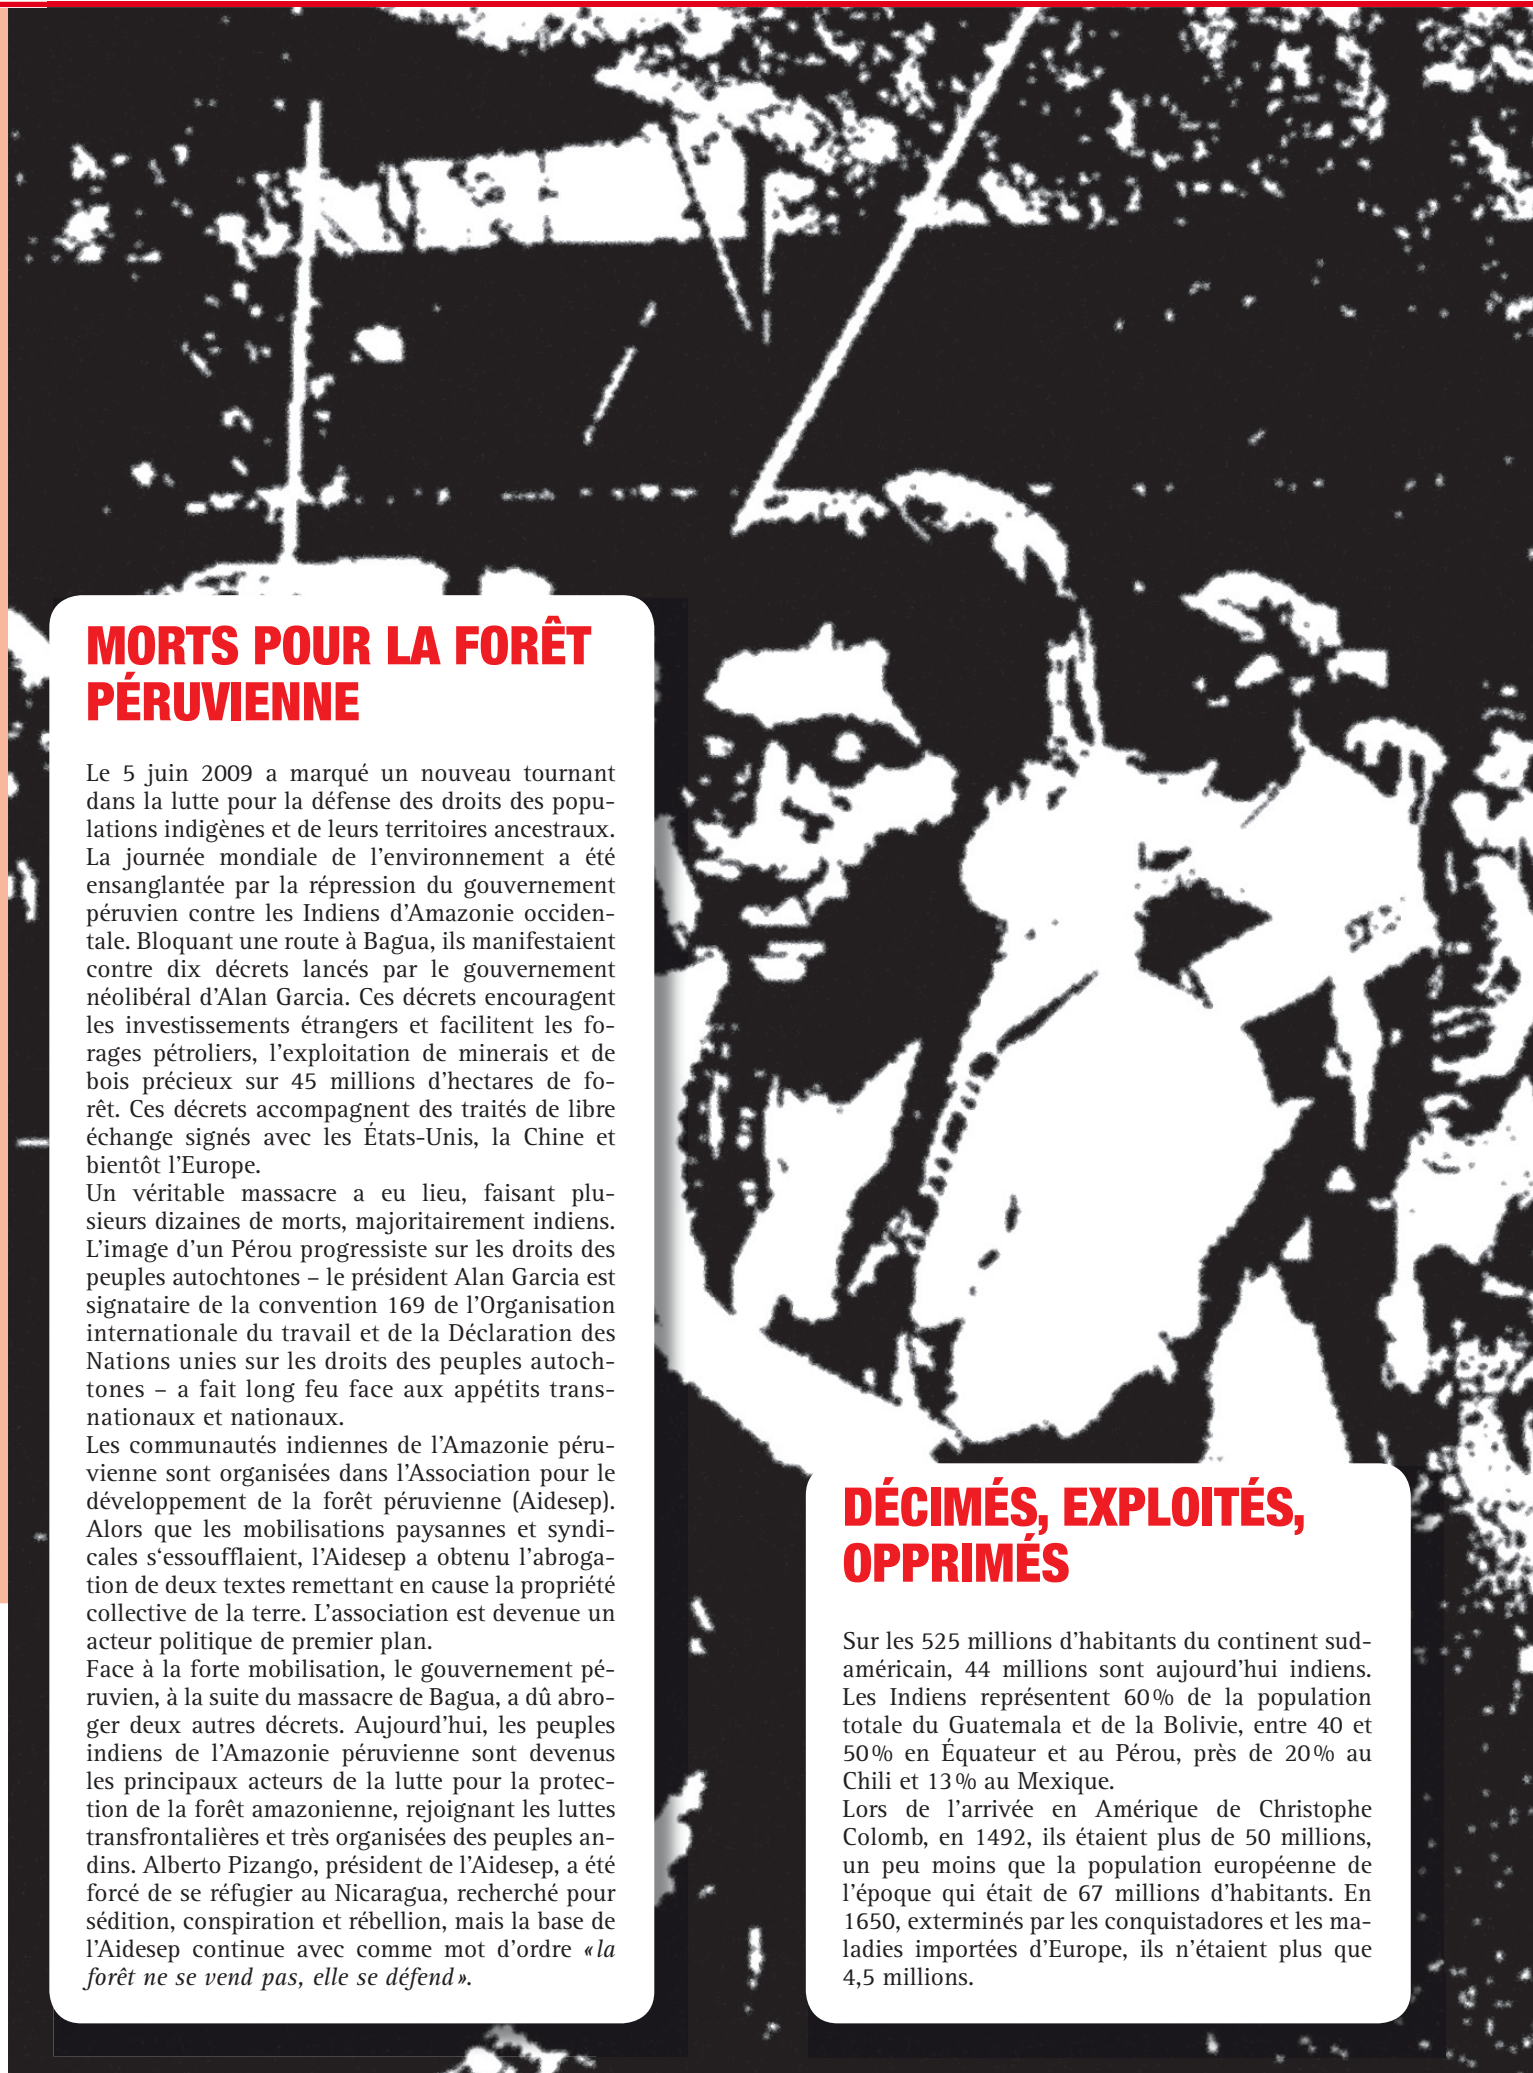 MORTS POUR LA FORÊT
PÉRUVIENNE
Le 5 juin 2009 a marqué un nouveau tournant
dans la lutte pour la défense des droits des popu-
lations indigènes et de leurs territoires ancestraux.
La journée mondiale de l'environnement a été
ensanglantée par la répression du gouvernement
péruvien contre les Indiens d'Amazonie occiden-
tale. Bloquant une route à Bagua, ils manifestaient
contre dix décrets lancés par le gouvernement
néolibéral d'Alan Garcia. Ces décrets encouragent
les investissements étrangers et facilitent les fo-
rages pétroliers, l'exploitation de minerais et de
bois précieux sur 45 millions d'hectares de fo-
rêt. Ces décrets accompagnent des traités de libre
échange signés avec les États-Unis, la Chine et
bientôt l'Europe.
Un véritable massacre a eu lieu, faisant plu-
sieurs dizaines de morts, majoritairement indiens.
L'image d'un Pérou progressiste sur les droits des
peuples autochtones – le président Alan Garcia est
signataire de la convention 169 de l'Organisation
internationale du travail et de la Déclaration des
Nations unies sur les droits des peuples autoch-
tones – a fait long feu face aux appétits trans-
nationaux et nationaux.
Les communautés indiennes de l'Amazonie péru-
vienne sont organisées dans l'Association pour le
développement de la forêt péruvienne (Aidesep).
Alors que les mobilisations paysannes et syndi-
cales s‘essoufflaient, l'Aidesep a obtenu l'abroga-
tion de deux textes remettant en cause la propriété
collective de la terre. L'association est devenue un
acteur politique de premier plan.
Face à la forte mobilisation, le gouvernement pé-
ruvien, à la suite du massacre de Bagua, a dû abro-
ger deux autres décrets. Aujourd'hui, les peuples
indiens de l'Amazonie péruvienne sont devenus
les principaux acteurs de la lutte pour la protec-
tion de la forêt amazonienne, rejoignant les luttes
transfrontalières et très organisées des peuples an-
dins. Alberto Pizango, président de l'Aidesep, a été
forcé de se réfugier au Nicaragua, recherché pour
sédition, conspiration et rébellion, mais la base de
l'Aidesep continue avec comme mot d'ordre «la
forêt ne se vend pas, elle se défend».
DÉCIMÉS, EXPLOITÉS,
OPPRIMÉS
Sur les 525 millions d'habitants du continent sud-
américain, 44 millions sont aujourd'hui indiens.
Les Indiens représentent 60% de la population
totale du Guatemala et de la Bolivie, entre 40 et
50% en Équateur et au Pérou, près de 20% au
Chili et 13% au Mexique.
Lors de l'arrivée en Amérique de Christophe
Colomb, en 1492, ils étaient plus de 50 millions,
un peu moins que la population européenne de
l'époque qui était de 67 millions d'habitants. En
1650, exterminés par les conquistadores et les ma-
ladies importées d'Europe, ils n'étaient plus que
4,5 millions.